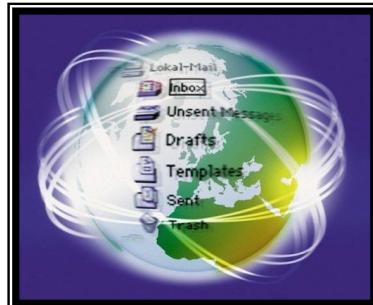 Lokal-Mail
Inbox
Unsent Messages
Drafts
Templates
Sent
Trash